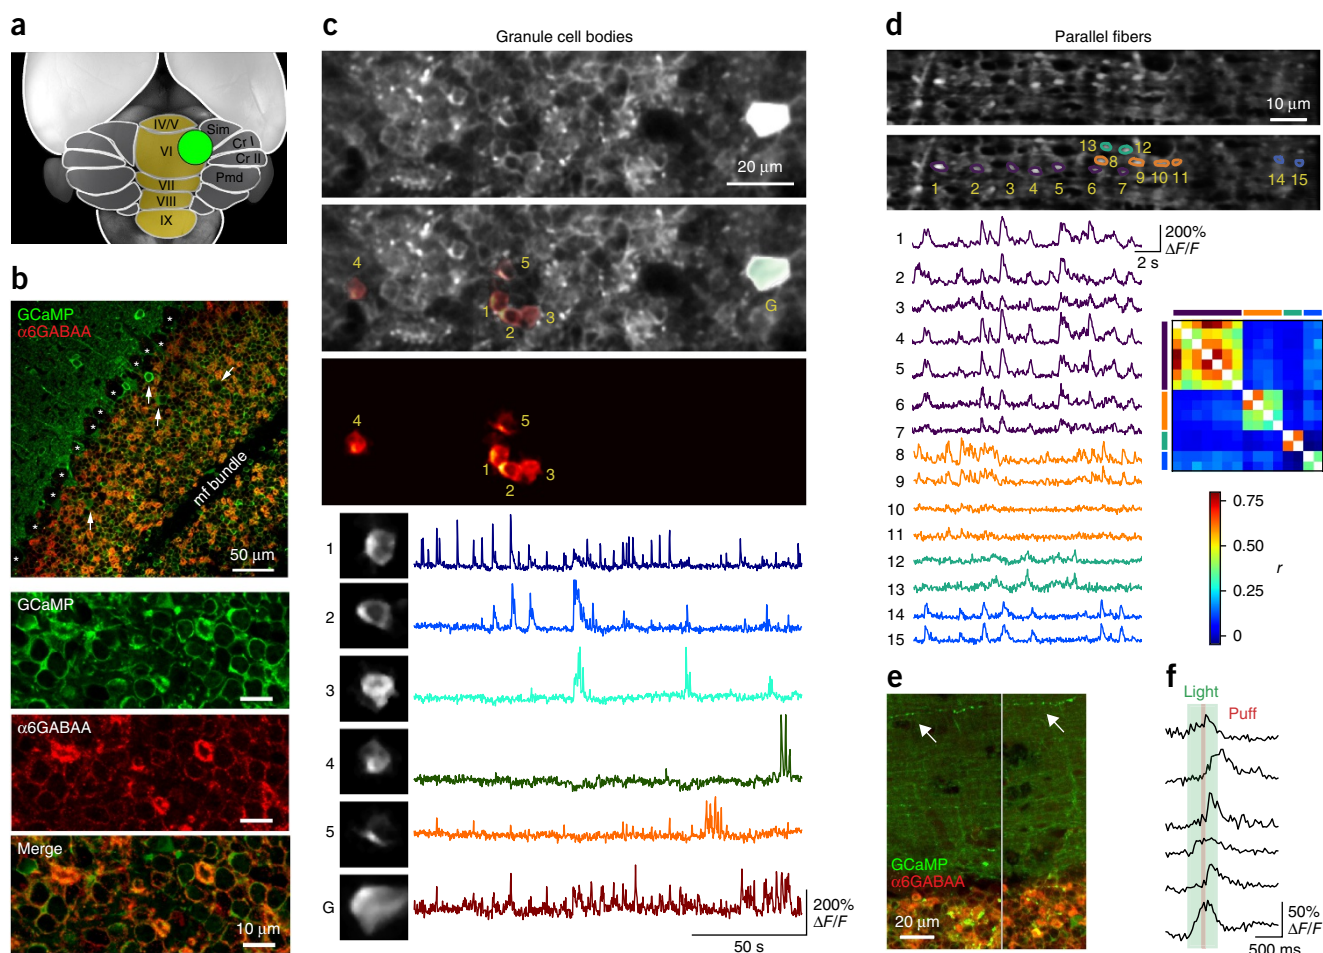 a
IV/V
Sim
Cr I
VI
Cr II
Pmd
VII
VIII
IX
b
GCaMP
α6GABAA
mf bundle
50 µm
GCaMP
α6GABAA
Merge
10 µm
c
Granule cell bodies
20 µm
4
5
1
2
3
G
4
5
1
2
3
1
2
3
4
5
G
200%
ΔF/F
50 s
d
Parallel fibers
10 µm
13
12
8
1
2
3
4
5
6
7
9
10
11
14
15
1
200%
ΔF/F
2 s
2
3
4
5
6
7
8
9
10
11
12
13
14
15
0.75
0.50
0.25
0
r
e
GCaMP
α6GABAA
20 µm
f
Light
Puff
50%
ΔF/F
500 ms